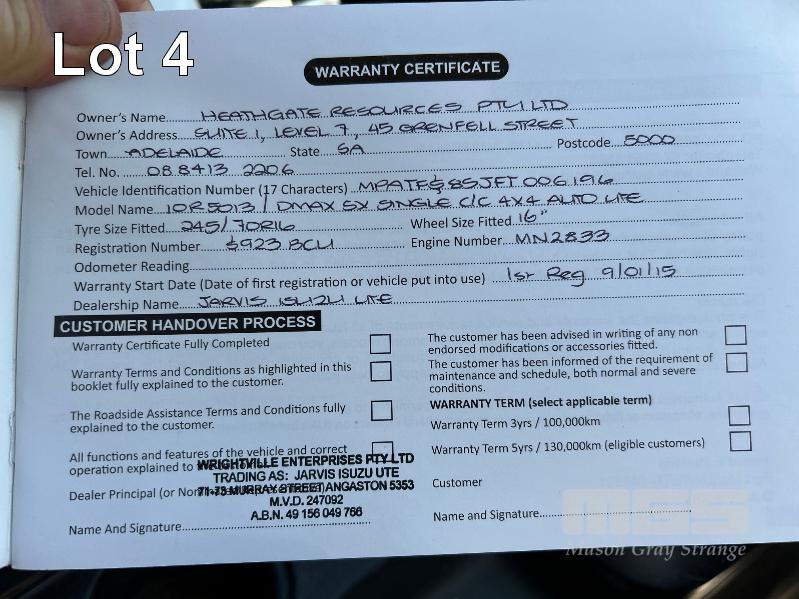 Lot 4
WARRANTY CERTIFICATE
Owner's Name HEATHGATE RESOURCES PTY LTD
Owner's Address SUITE 1, LEVEL 7, 45 GRENFELL STREET
Town ADELAIDE State SA Postcode 5000
Tel. No. 08 8413 2206
Vehicle Identification Number (17 Characters) MPATFS85JFT006196
Model Name 10R5013 / DMAX SX SINGLE C/C 4X4 AUTO UTE
Tyre Size Fitted 245/70R16 Wheel Size Fitted 16"
Registration Number S923 BCU Engine Number MN2833
Odometer Reading
Warranty Start Date (Date of first registration or vehicle put into use) 1st Reg 9/01/15
Dealership Name JARVIS ISUZU UTE
CUSTOMER HANDOVER PROCESS
Warranty Certificate Fully Completed
Warranty Terms and Conditions as highlighted in this
booklet fully explained to the customer.
The Roadside Assistance Terms and Conditions fully
explained to the customer.
All functions and features of the vehicle and correct
operation explained to
WRIGHTVILLE ENTERPRISES PTY LTD
TRADING AS: JARVIS ISUZU UTE
Dealer Principal (or
71-73 MURRAY STREET ANGASTON 5353
M.V.D. 247092
A.B.N. 49 156 049 766
Name And Signature
The customer has been advised in writing of any non
endorsed modifications or accessories fitted.
The customer has been informed of the requirement of
maintenance and schedule, both normal and severe
conditions.
WARRANTY TERM (select applicable term)
Warranty Term 3yrs / 100,000km
Warranty Term 5yrs / 130,000km (eligible customers)
Customer
Name and Signature
MGS
Mason Gray Strange